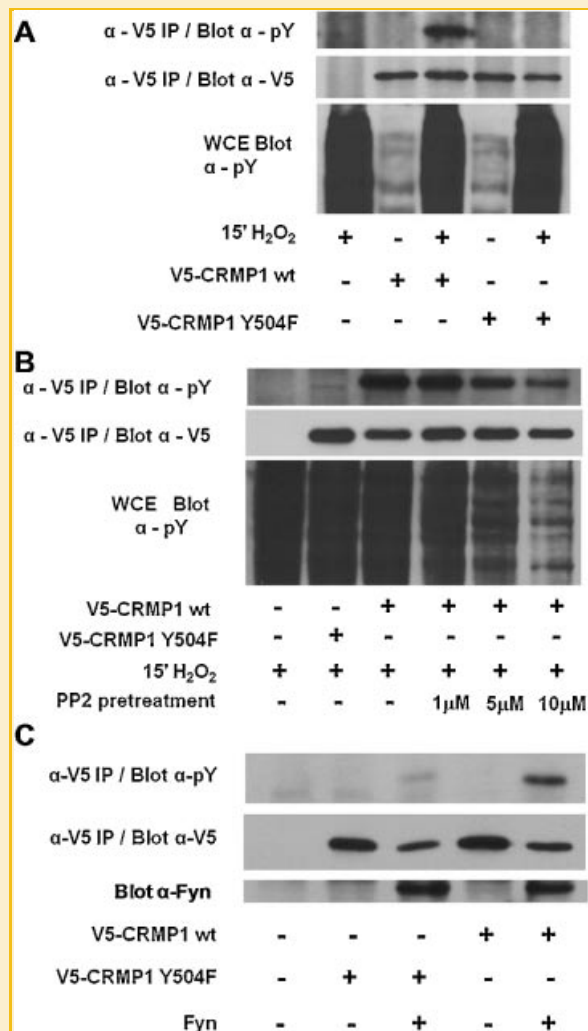 A
α - V5 IP / Blot α - pY
α - V5 IP / Blot α - V5
WCE Blot
α - pY
15' H₂O₂ + - + - +
V5-CRMP1 wt - + + - -
V5-CRMP1 Y504F - - - + +
B
α - V5 IP / Blot α - pY
α - V5 IP / Blot α - V5
WCE Blot
α - pY
V5-CRMP1 wt - - + + + +
V5-CRMP1 Y504F - + - - - -
15' H₂O₂ + + + + + +
PP2 pretreatment - - - 1μM 5μM 10μM
C
α-V5 IP / Blot α-pY
α-V5 IP / Blot α-V5
Blot α-Fyn
V5-CRMP1 wt - - - + +
V5-CRMP1 Y504F - + + - -
Fyn - - + - +